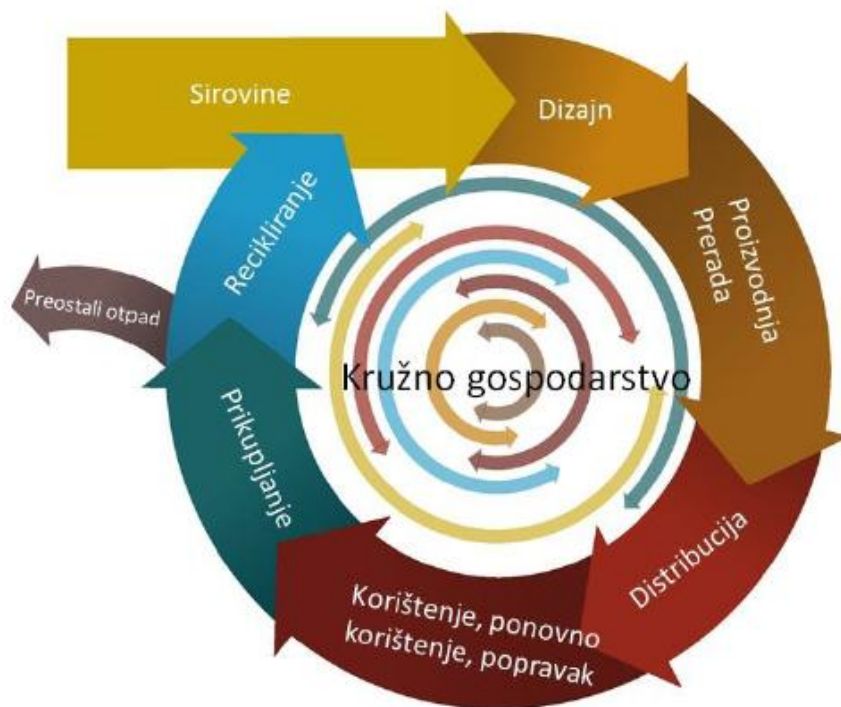 Sirovine
Dizajn
Proizvodnja
Prerada
Distribucija
Korištenje, ponovno
korištenje, popravak
Prikupljanje
Recikliranje
Preostali otpad
Kružno gospodarstvo